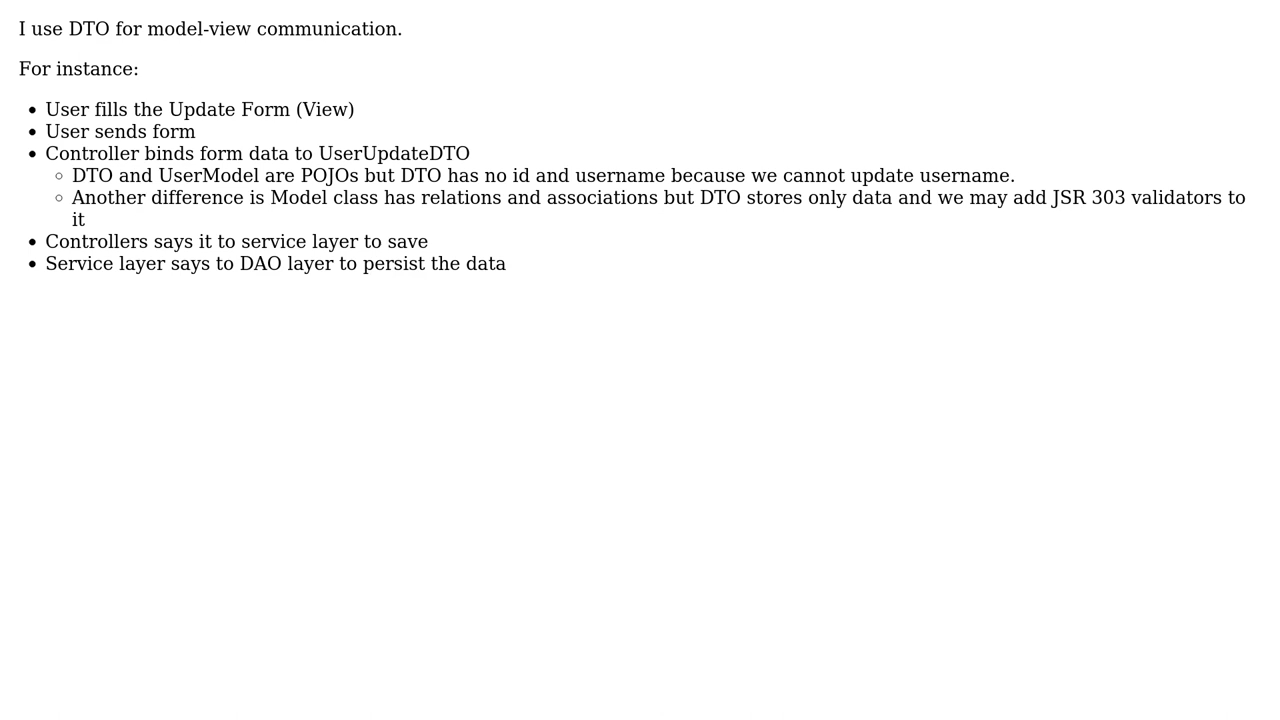 I use DTO for model-view communication.
For instance:
• User fills the Update Form (View)
• User sends form
• Controller binds form data to UserUpdateDTO
◦ DTO and UserModel are POJOs but DTO has no id and username because we cannot update username.
◦ Another difference is Model class has relations and associations but DTO stores only data and we may add JSR 303 validators to
it
• Controllers says it to service layer to save
• Service layer says to DAO layer to persist the data